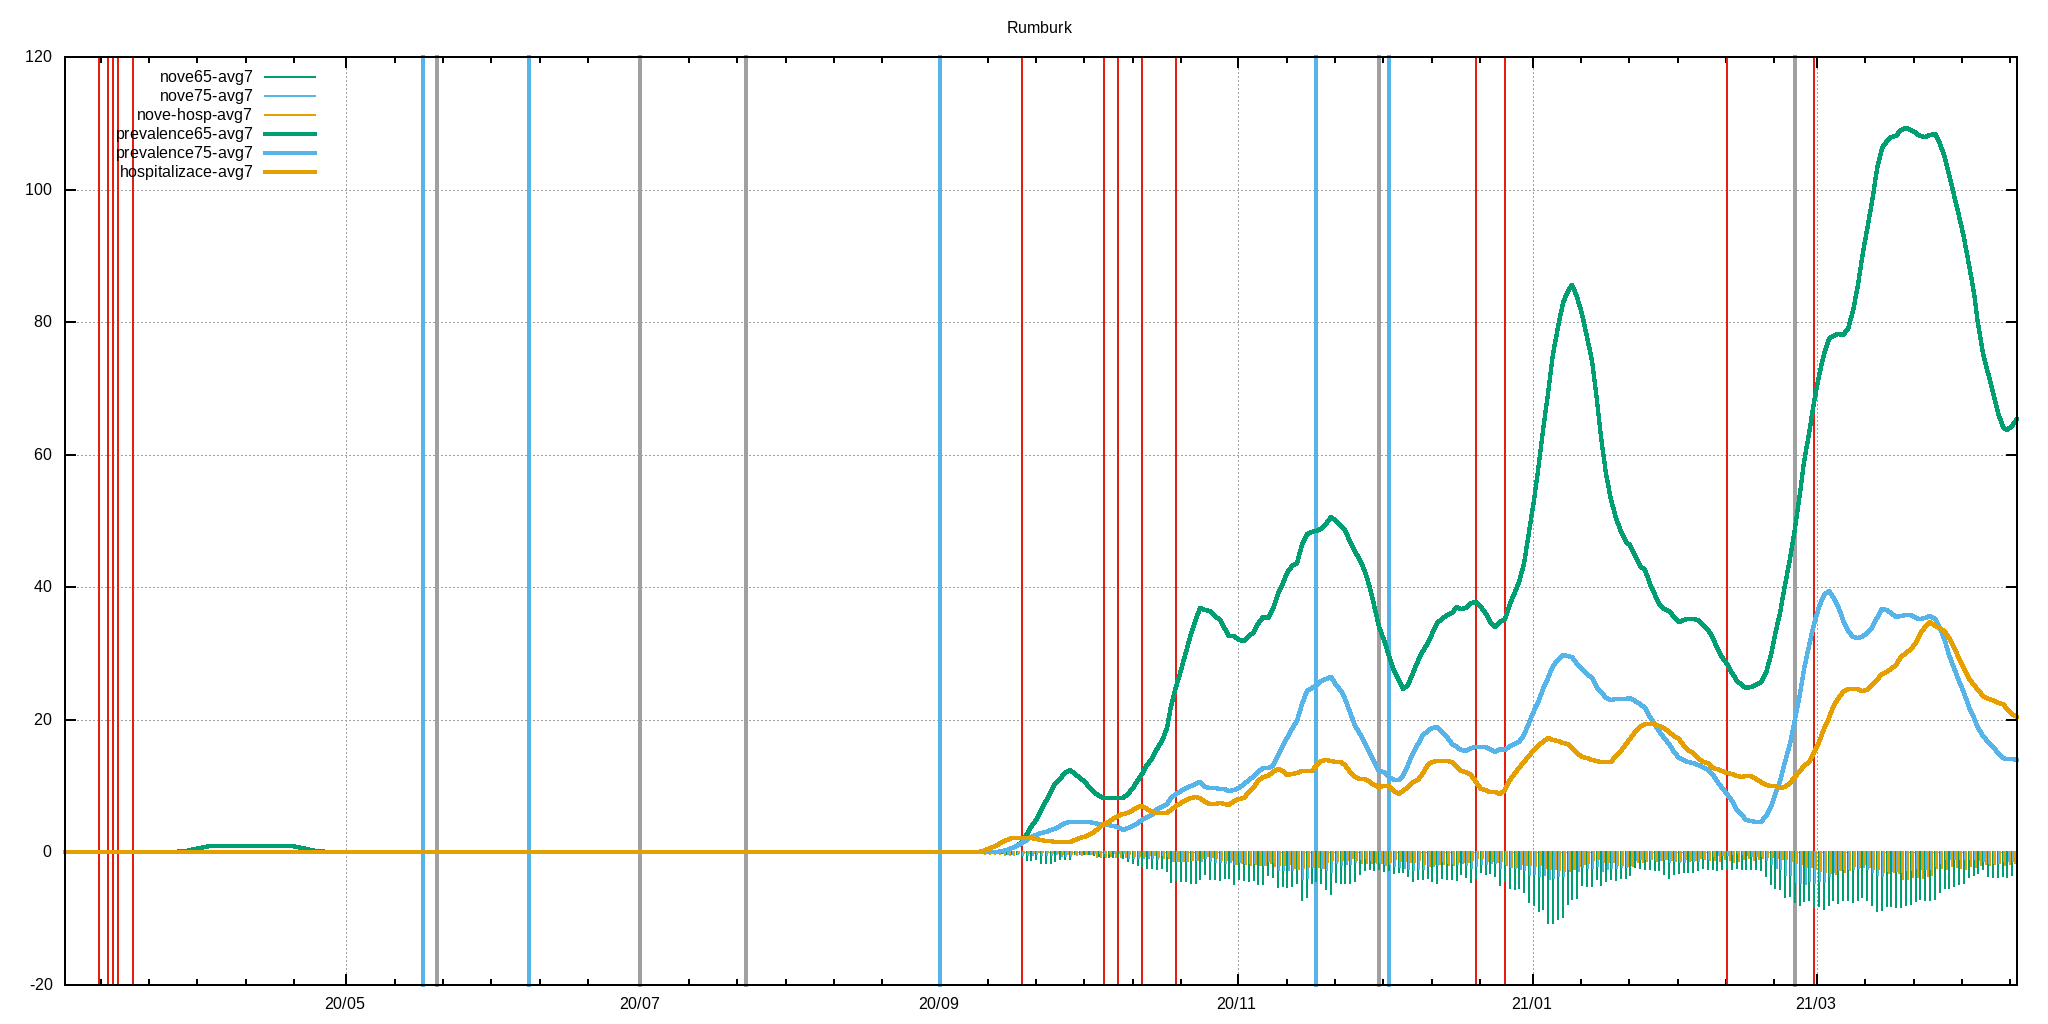 Rumburk
120
100
80
60
40
20
0
-20
nove65-avg7
nove75-avg7
nove-hosp-avg7
prevalence65-avg7
prevalence75-avg7
hospitalizace-avg7
20/05
20/07
20/09
20/11
21/01
21/03